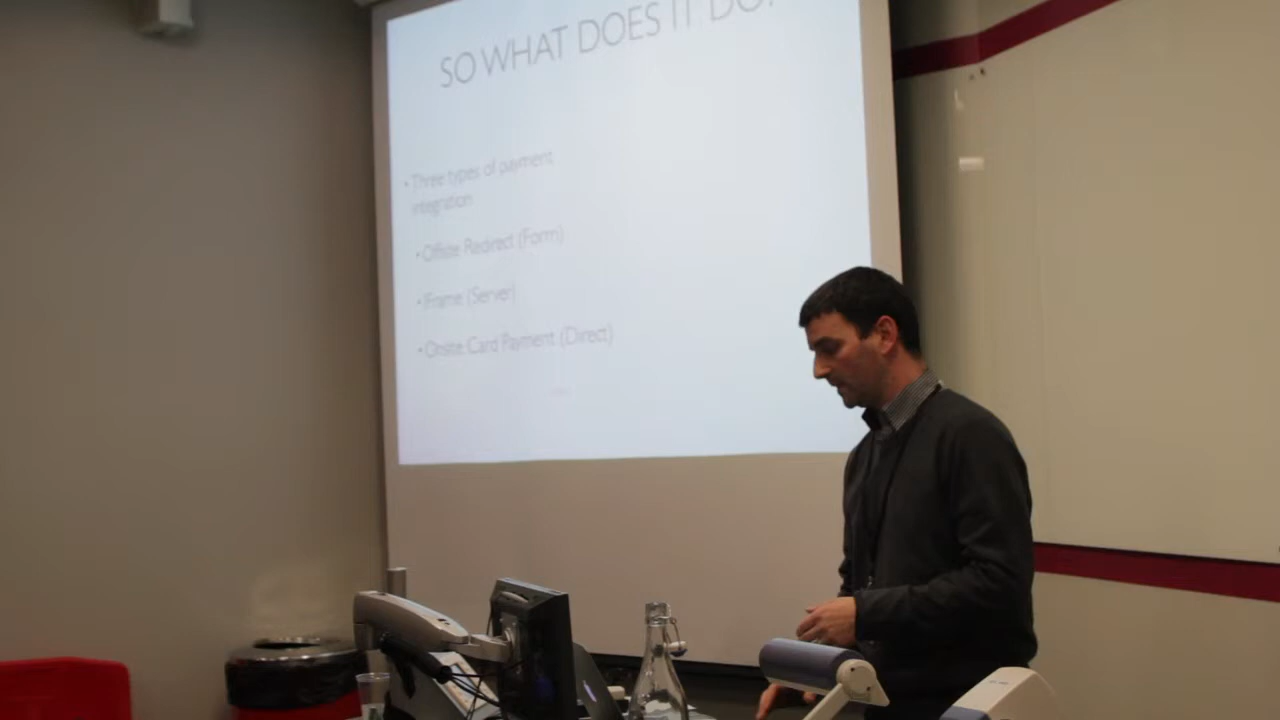 SO WHAT DOES IT DO?
• Three types of payment
integration
• Offsite Redirect (Form)
• iFrame (Server)
• Onsite Card Payment (Direct)